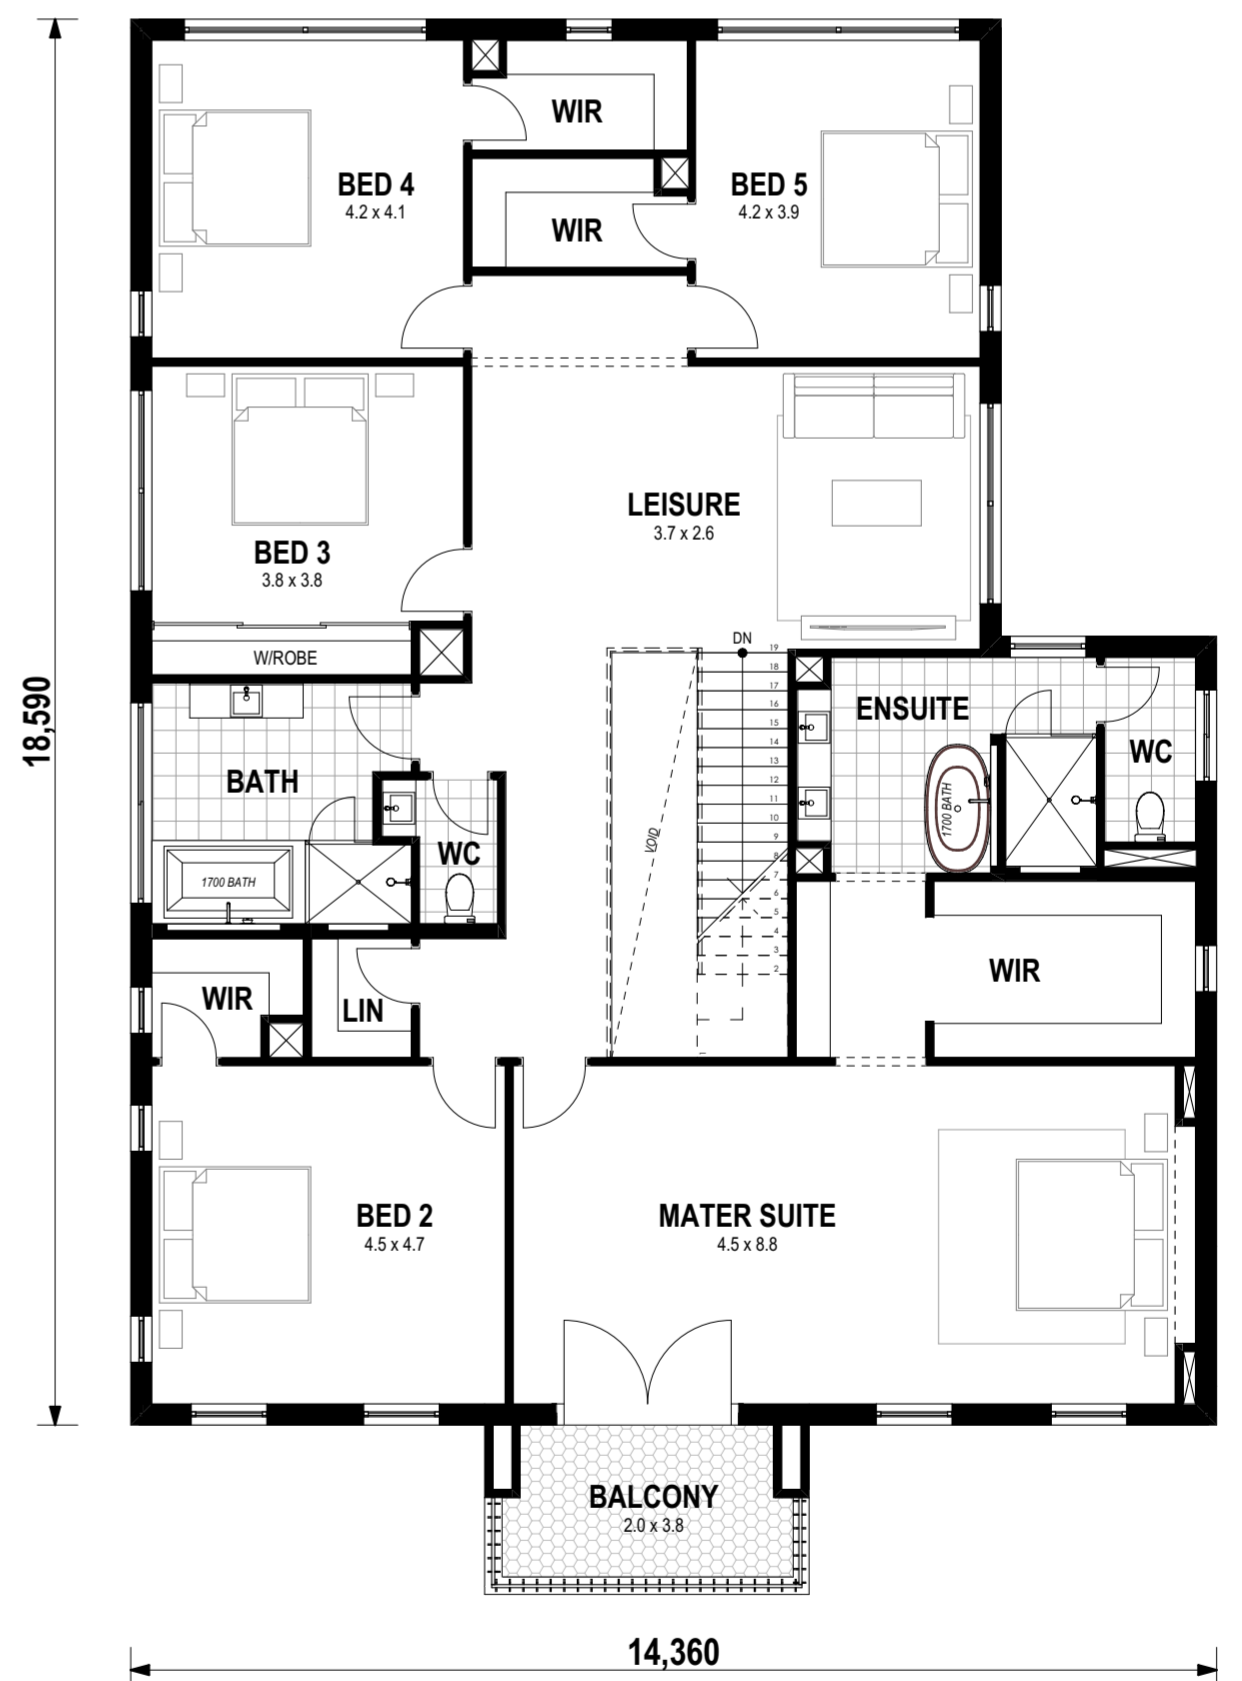 WIR
BED 4
4.2 x 4.1
BED 5
4.2 x 3.9
WIR
LEISURE
3.7 x 2.6
BED 3
3.8 x 3.8
DN
W/ROBE
19
18
17
16
15
14
13
12
11
10
9
8
7
6
5
4
3
2
18,590
ENSUITE
WC
BATH
1700 BATH
VOID
WC
1700 BATH
WIR
WIR
LIN
BED 2
4.5 x 4.7
MATER SUITE
4.5 x 8.8
BALCONY
2.0 x 3.8
14,360